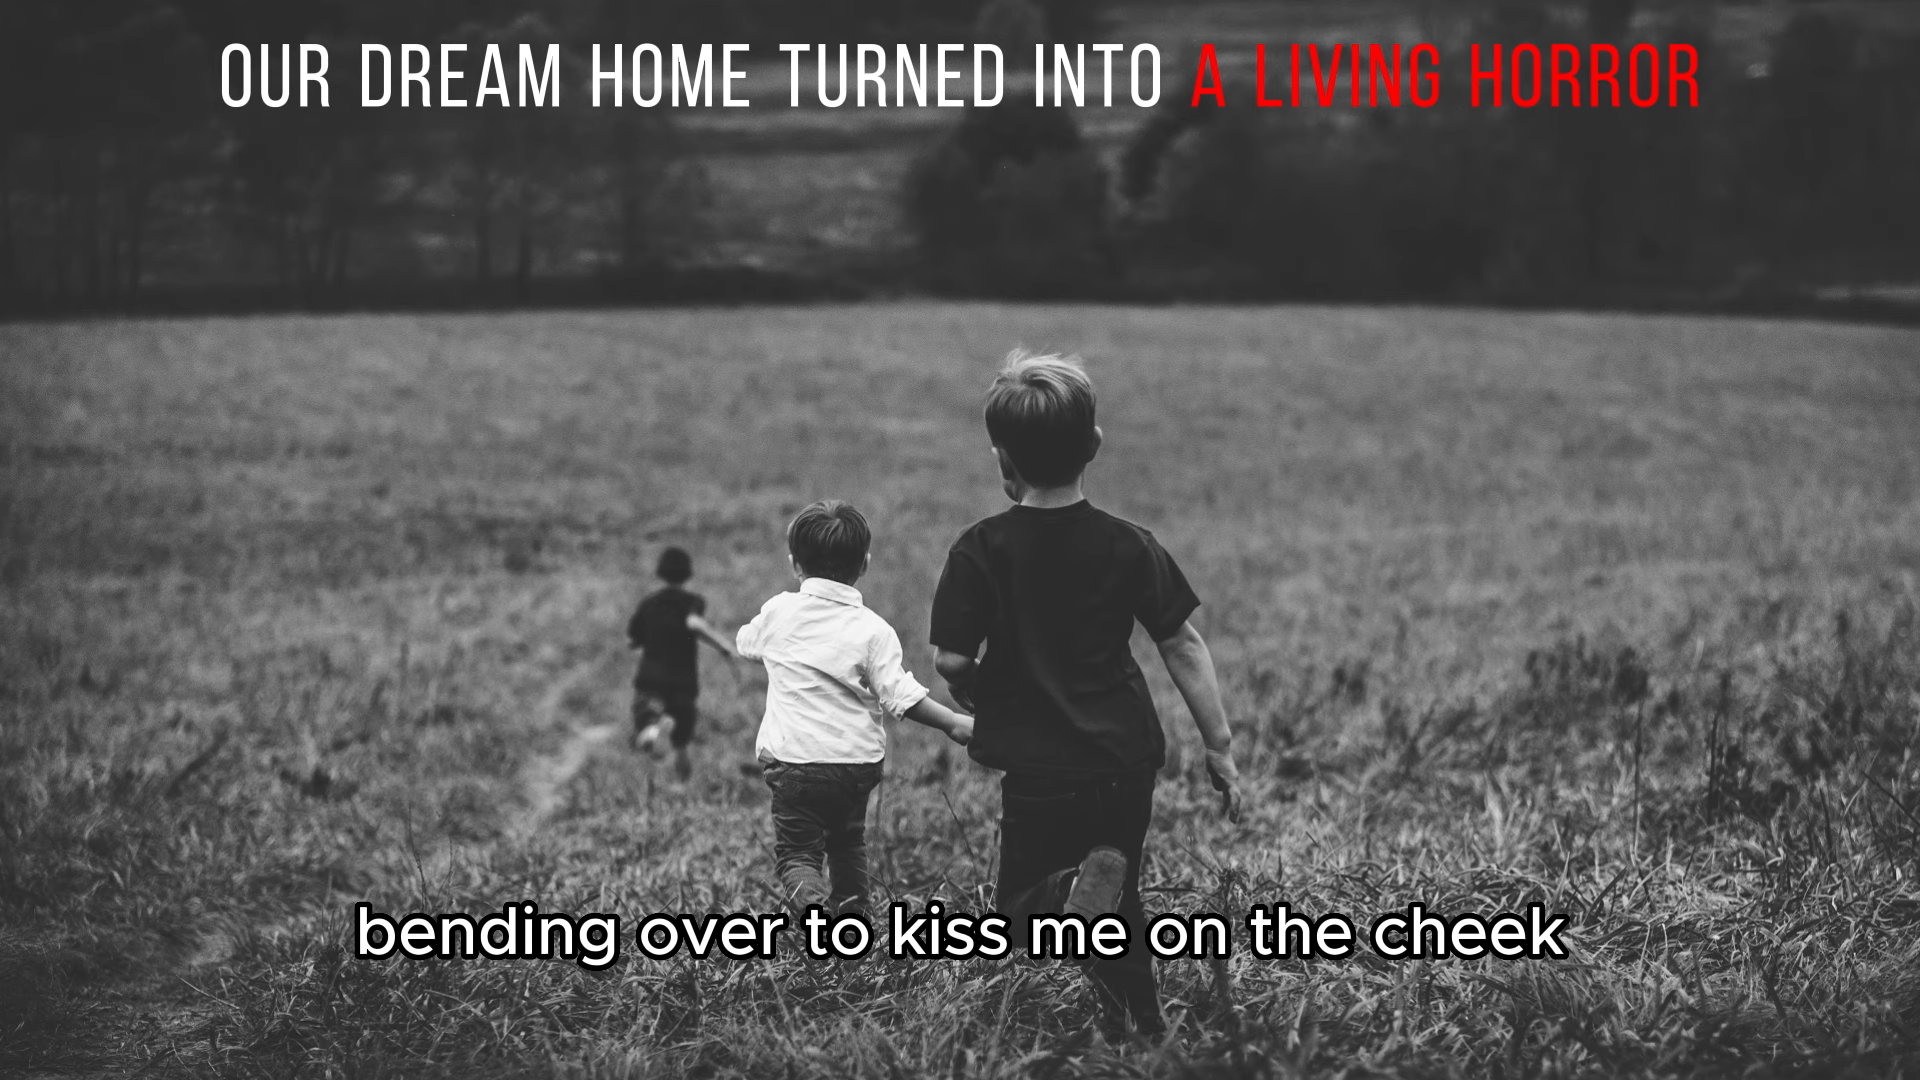 OUR DREAM HOME TURNED INTO A LIVING HORROR
bending over to kiss me on the cheek